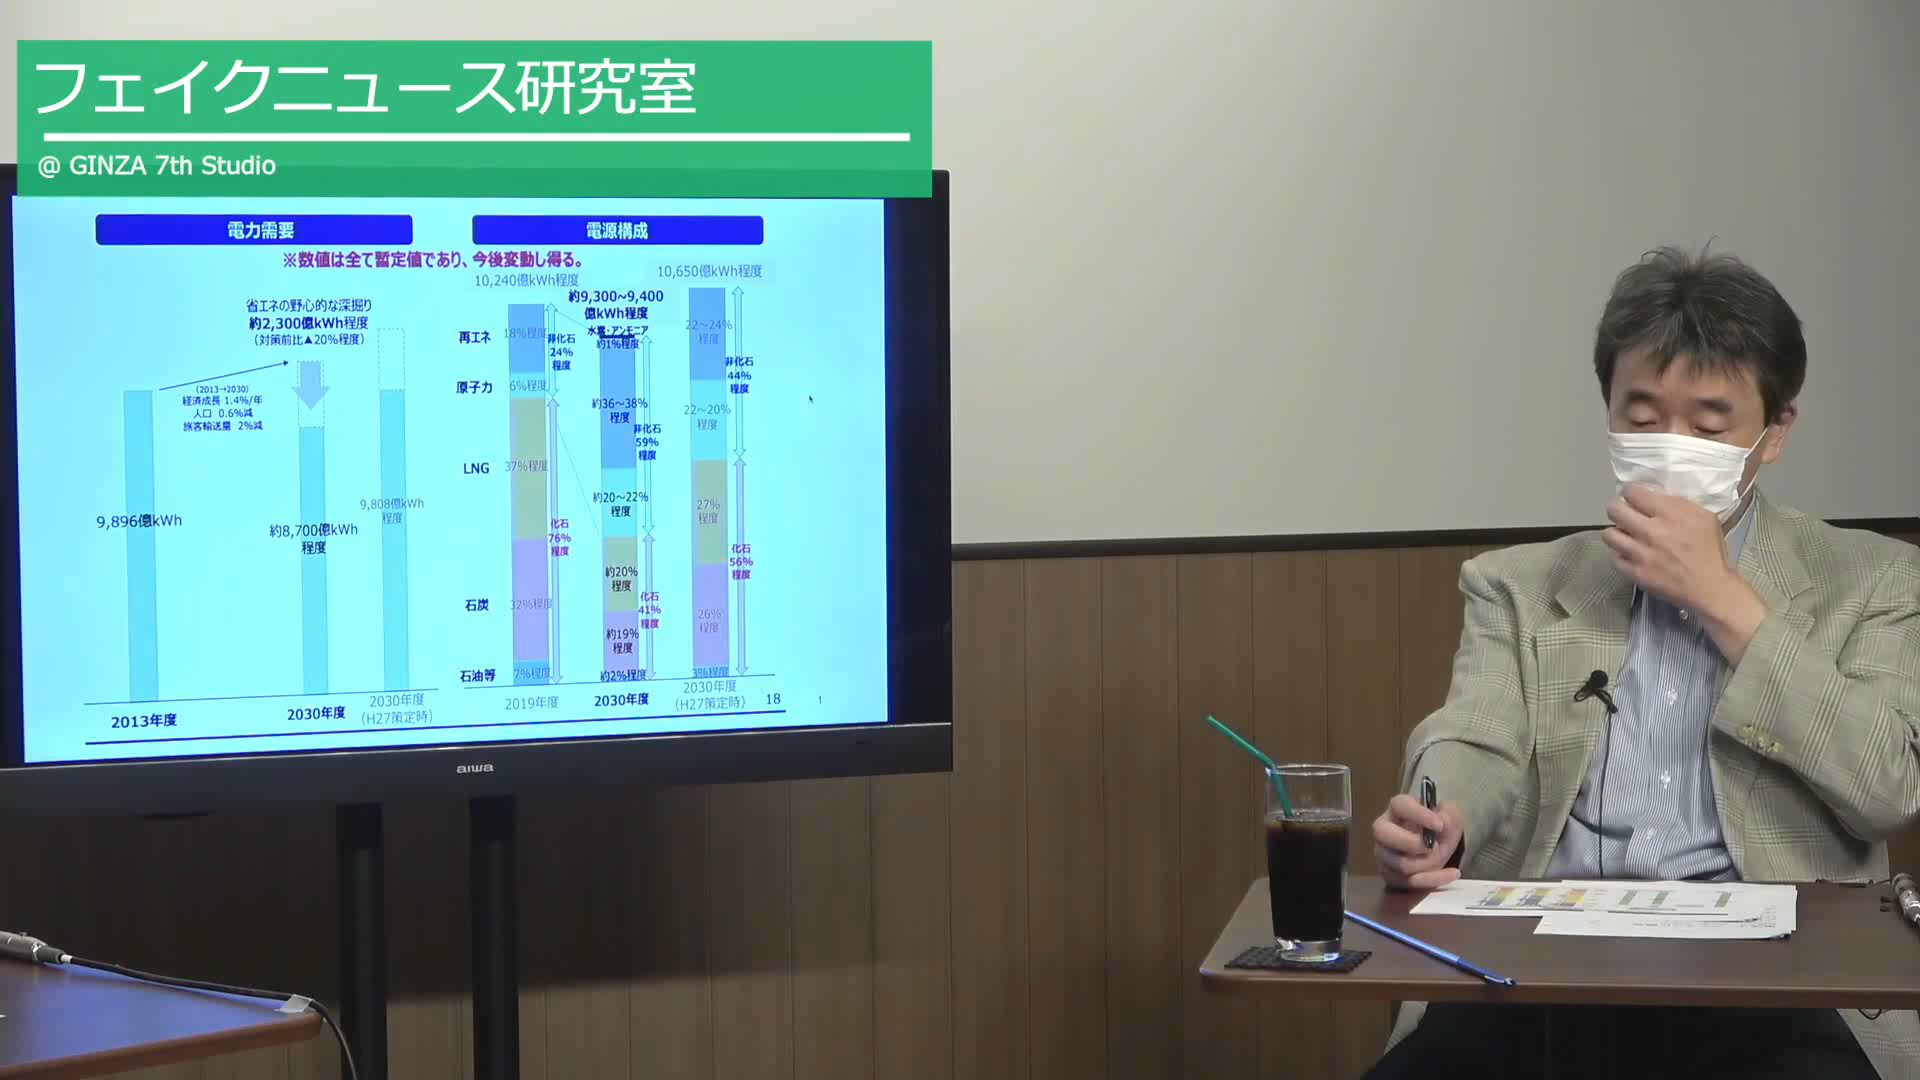 フェイクニュース研究室
@ GINZA 7th Studio
電力需要
電源構成
※数値は全て暫定値であり、今後変動し得る。
省エネの野心的な深掘り
約2,300億kWh程度
(対策前比▲20%程度)
(2013→2030)
経済成長 1.4%/年
人口 0.6%減
旅客輸送量 2%減
9,896億kWh
約8,700億kWh
程度
9,808億kWh
程度
2013年度
2030年度
2030年度
(H27策定時)
10,240億kWh程度
約9,300~9,400
億kWh程度
10,650億kWh程度
水素・アンモニア
約1%程度
再エネ
原子力
LNG
石炭
石油等
18%程度
6%程度
37%程度
32%程度
7%程度
非化石
24%
程度
化石
76%
程度
約36~38%
程度
約20~22%
程度
約20%
程度
約19%
程度
約2%程度
非化石
59%
程度
化石
41%
程度
22~24%
程度
22~20%
程度
27%
程度
26%
程度
3%程度
非化石
44%
程度
化石
56%
程度
2019年度
2030年度
2030年度
(H27策定時)
18
1
aiwa